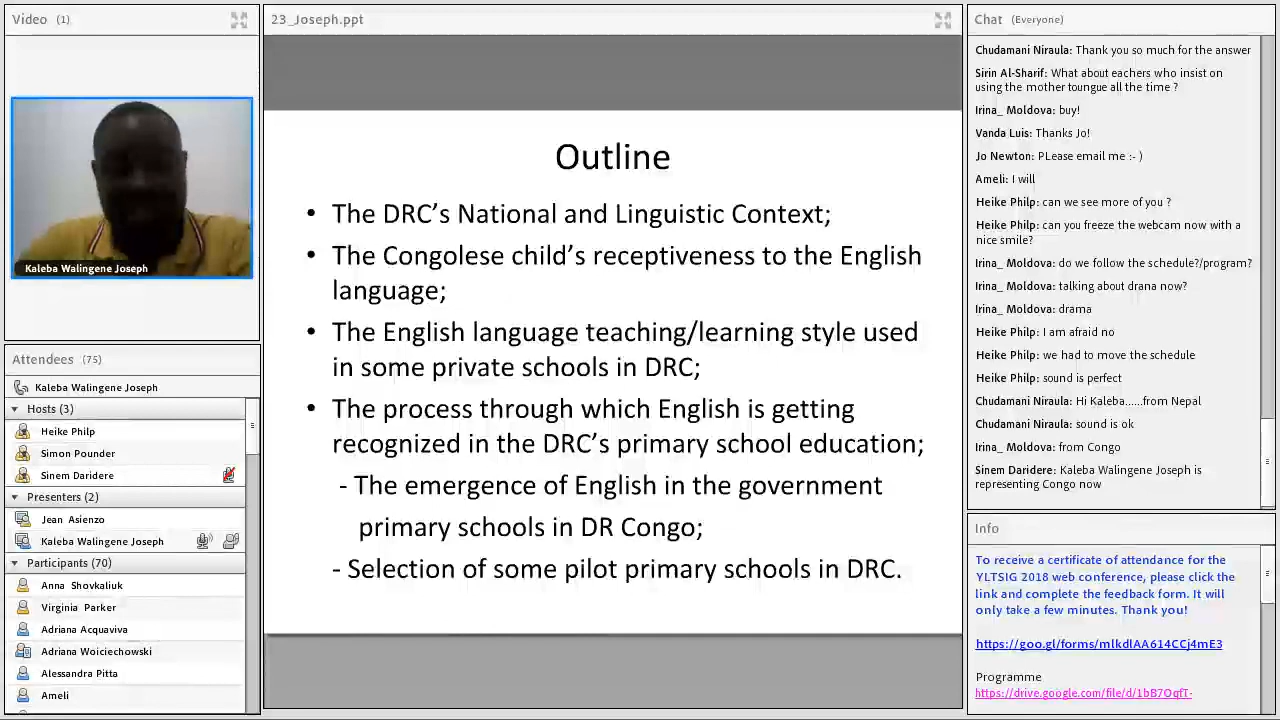 Video (1)
Kaleba Walingene Joseph
Attendees (75)
Kaleba Walingene Joseph
Hosts (3)
Heike Philp
Simon Pounder
Sinem Daridere
Presenters (2)
Jean Asienzo
Kaleba Walingene Joseph
Participants (70)
Anna Shovkaliuk
Virginia Parker
Adriana Acquaviva
Adriana Woiciechowski
Alessandra Pitta
Ameli
23_Joseph.ppt
Outline
• The DRC's National and Linguistic Context;
• The Congolese child's receptiveness to the English
language;
• The English language teaching/learning style used
in some private schools in DRC;
• The process through which English is getting
recognized in the DRC's primary school education;
- The emergence of English in the government
primary schools in DR Congo;
- Selection of some pilot primary schools in DRC.
Chat (Everyone)
Chudamani Niraula: Thank you so much for the answer
Sirin Al-Sharif: What about eachers who insist on
using the mother toungue all the time ?
Irina_ Moldova: buy!
Vanda Luis: Thanks Jo!
Jo Newton: PLease email me :- )
Ameli: I will
Heike Philp: can we see more of you ?
Heike Philp: can you freeze the webcam now with a
nice smile?
Irina_ Moldova: do we follow the schedule?/program?
Irina_ Moldova: talking about drana now?
Irina_ Moldova: drama
Heike Philp: I am afraid no
Heike Philp: we had to move the schedule
Heike Philp: sound is perfect
Chudamani Niraula: Hi Kaleba......from Nepal
Chudamani Niraula: sound is ok
Irina_ Moldova: from Congo
Sinem Daridere: Kaleba Walingene Joseph is
representing Congo now
Info
To receive a certificate of attendance for the
YLTSIG 2018 web conference, please click the
link and complete the feedback form. It will
only take a few minutes. Thank you!
https://goo.gl/forms/mlkdlAA614CCj4mE3
Programme
https://drive.google.com/file/d/1bB7OqfT-